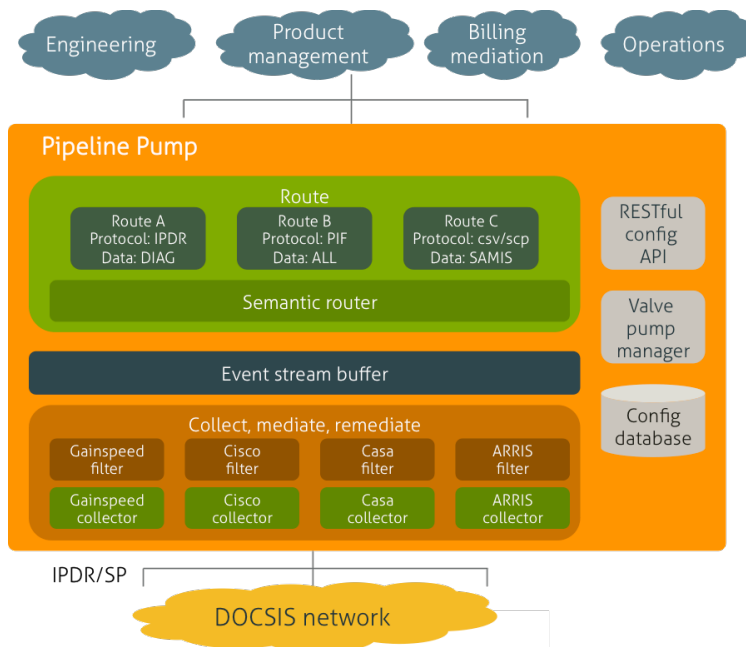 Engineering
Product
management
Billing
mediation
Operations
Pipeline Pump
Route
Route A
Protocol: IPDR
Data: DIAG
Route B
Protocol: PIF
Data: ALL
Route C
Protocol: csv/scp
Data: SAMIS
Semantic router
RESTful
config
API
Valve
pump
manager
Event stream buffer
Config
database
Collect, mediate, remediate
Gainspeed
filter
Cisco
filter
Casa
filter
ARRIS
filter
Gainspeed
collector
Cisco
collector
Casa
collector
ARRIS
collector
IPDR/SP
DOCSIS network